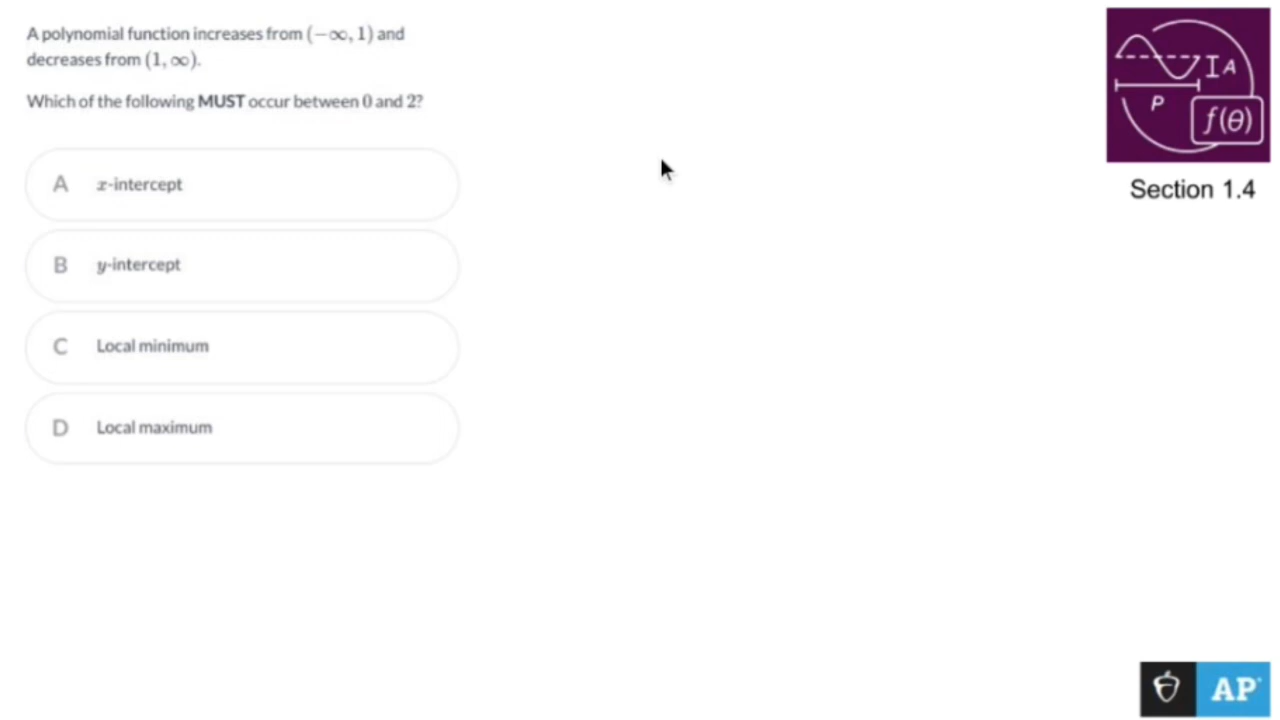 A polynomial function increases from (−∞, 1) and
decreases from (1, ∞).
Which of the following MUST occur between 0 and 2?
A x-intercept
B y-intercept
C Local minimum
D Local maximum
I A
P
f(θ)
Section 1.4
AP